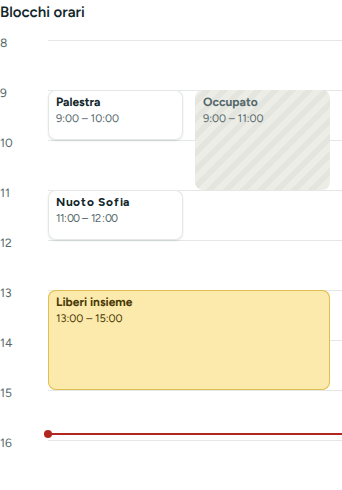 Blocchi orari
8
9
Palestra
9:00 – 10:00
Occupato
9:00 – 11:00
10
11
Nuoto Sofia
11:00 – 12:00
12
13
Liberi insieme
13:00 – 15:00
14
15
16